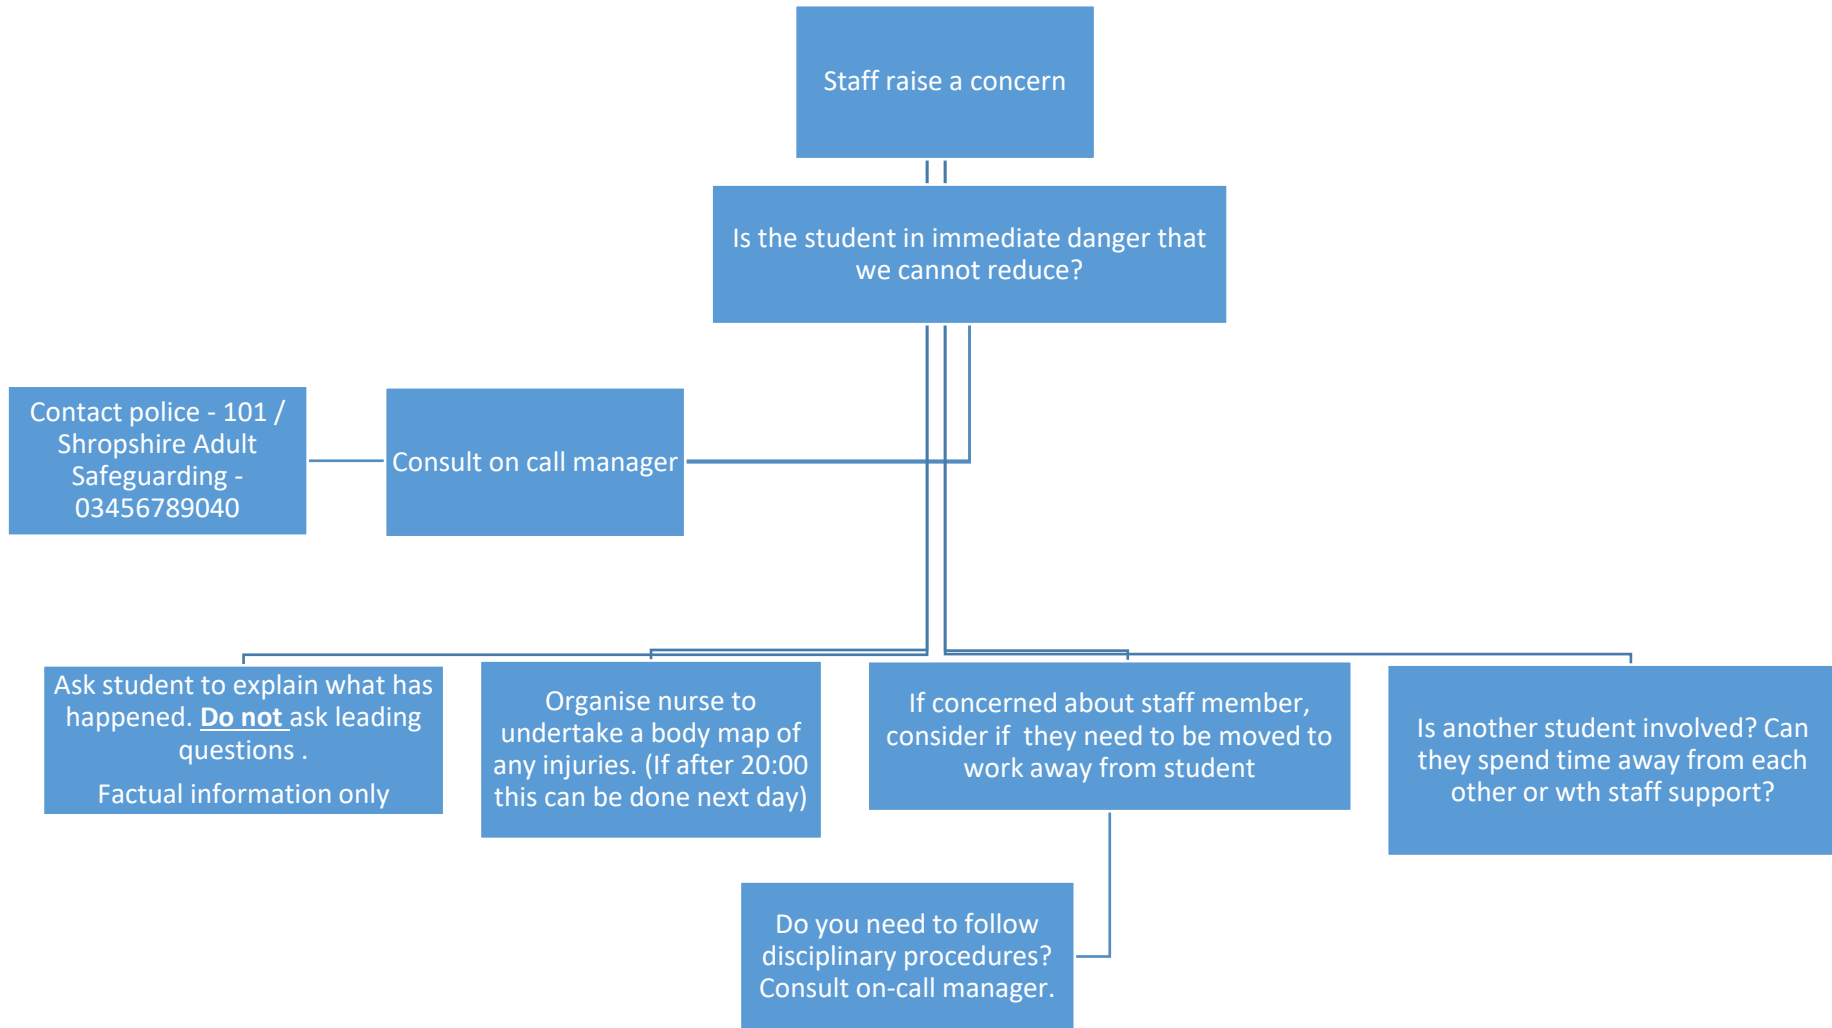 Staff raise a concern
Is the student in immediate danger that
we cannot reduce?
Contact police - 101 /
Shropshire Adult
Safeguarding -
03456789040
Consult on call manager
Ask student to explain what has
happened. Do not ask leading
questions .
Factual information only
Organise nurse to
undertake a body map of
any injuries. (If after 20:00
this can be done next day)
If concerned about staff member,
consider if  they need to be moved to
work away from student
Is another student involved? Can
they spend time away from each
other or wth staff support?
Do you need to follow
disciplinary procedures?
Consult on-call manager.